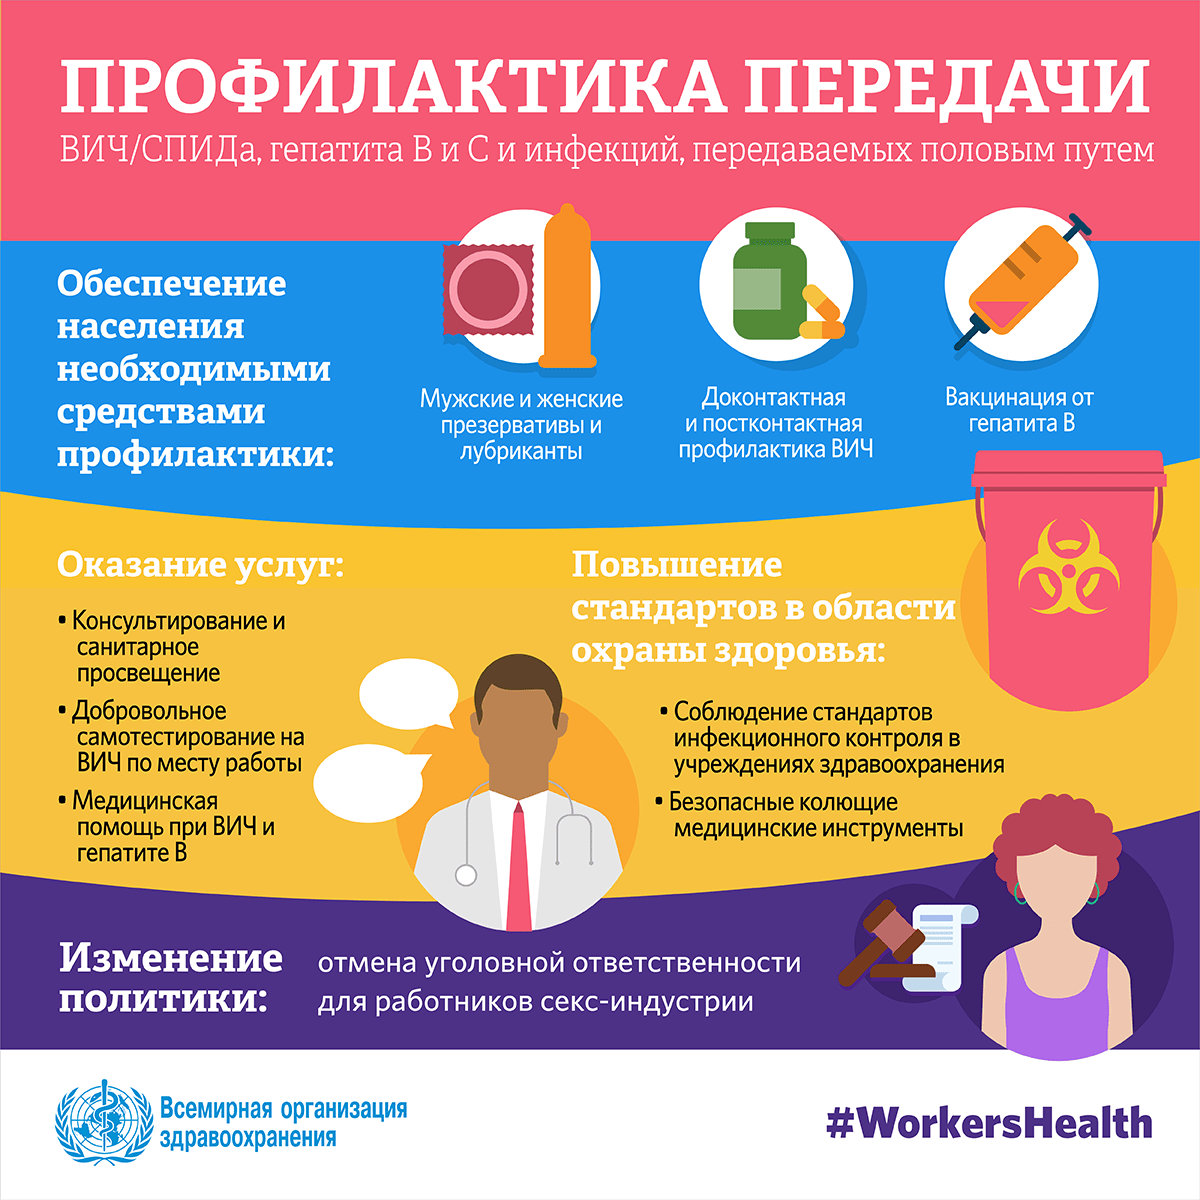 ПРОФИЛАКТИКА ПЕРЕДАЧИ
ВИЧ/СПИДа, гепатита В и С и инфекций, передаваемых половым путем
Обеспечение
населения
необходимыми
средствами
профилактики:
Мужские и женские
презервативы и
лубриканты
Доконтактная
и постконтактная
профилактика ВИЧ
Вакцинация от
гепатита В
Оказание услуг:
• Консультирование и
санитарное
просвещение
• Добровольное
самотестирование на
ВИЧ по месту работы
• Медицинская
помощь при ВИЧ и
гепатите В
Повышение
стандартов в области
охраны здоровья:
• Соблюдение стандартов
инфекционного контроля в
учреждениях здравоохранения
• Безопасные колющие
медицинские инструменты
Изменение
политики:
отмена уголовной ответственности
для работников секс-индустрии
Всемирная организация
здравоохранения
#WorkersHealth